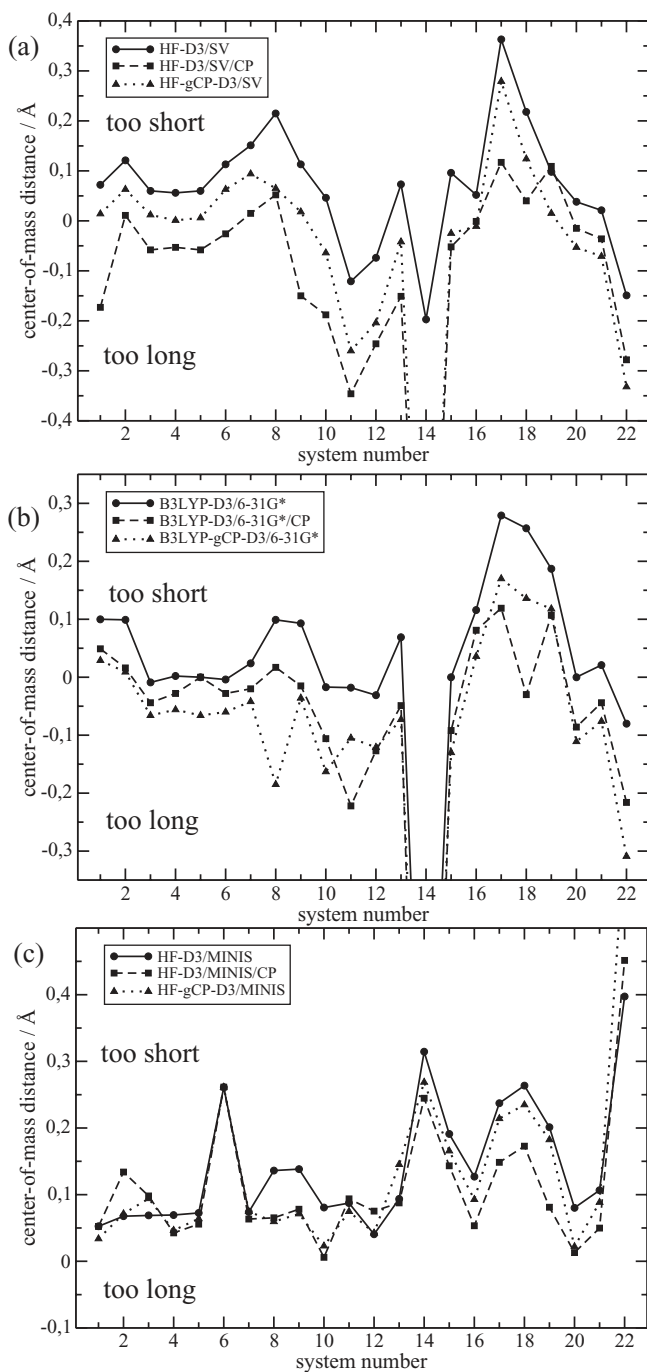 (a)
HF-D3/SV
HF-D3/SV/CP
HF-gCP-D3/SV
too short
too long
center-of-mass distance / Å
0,4
0,3
0,2
0,1
0
-0,1
-0,2
-0,3
-0,4
2 4 6 8 10 12 14 16 18 20 22
system number
(b)
B3LYP-D3/6-31G*
B3LYP-D3/6-31G*/CP
B3LYP-gCP-D3/6-31G*
too short
too long
center-of-mass distance / Å
0,3
0,2
0,1
0
-0,1
-0,2
-0,3
2 4 6 8 10 12 14 16 18 20 22
system number
(c)
HF-D3/MINIS
HF-D3/MINIS/CP
HF-gCP-D3/MINIS
too short
too long
center-of-mass distance / Å
0,4
0,3
0,2
0,1
0
-0,1
2 4 6 8 10 12 14 16 18 20 22
system number